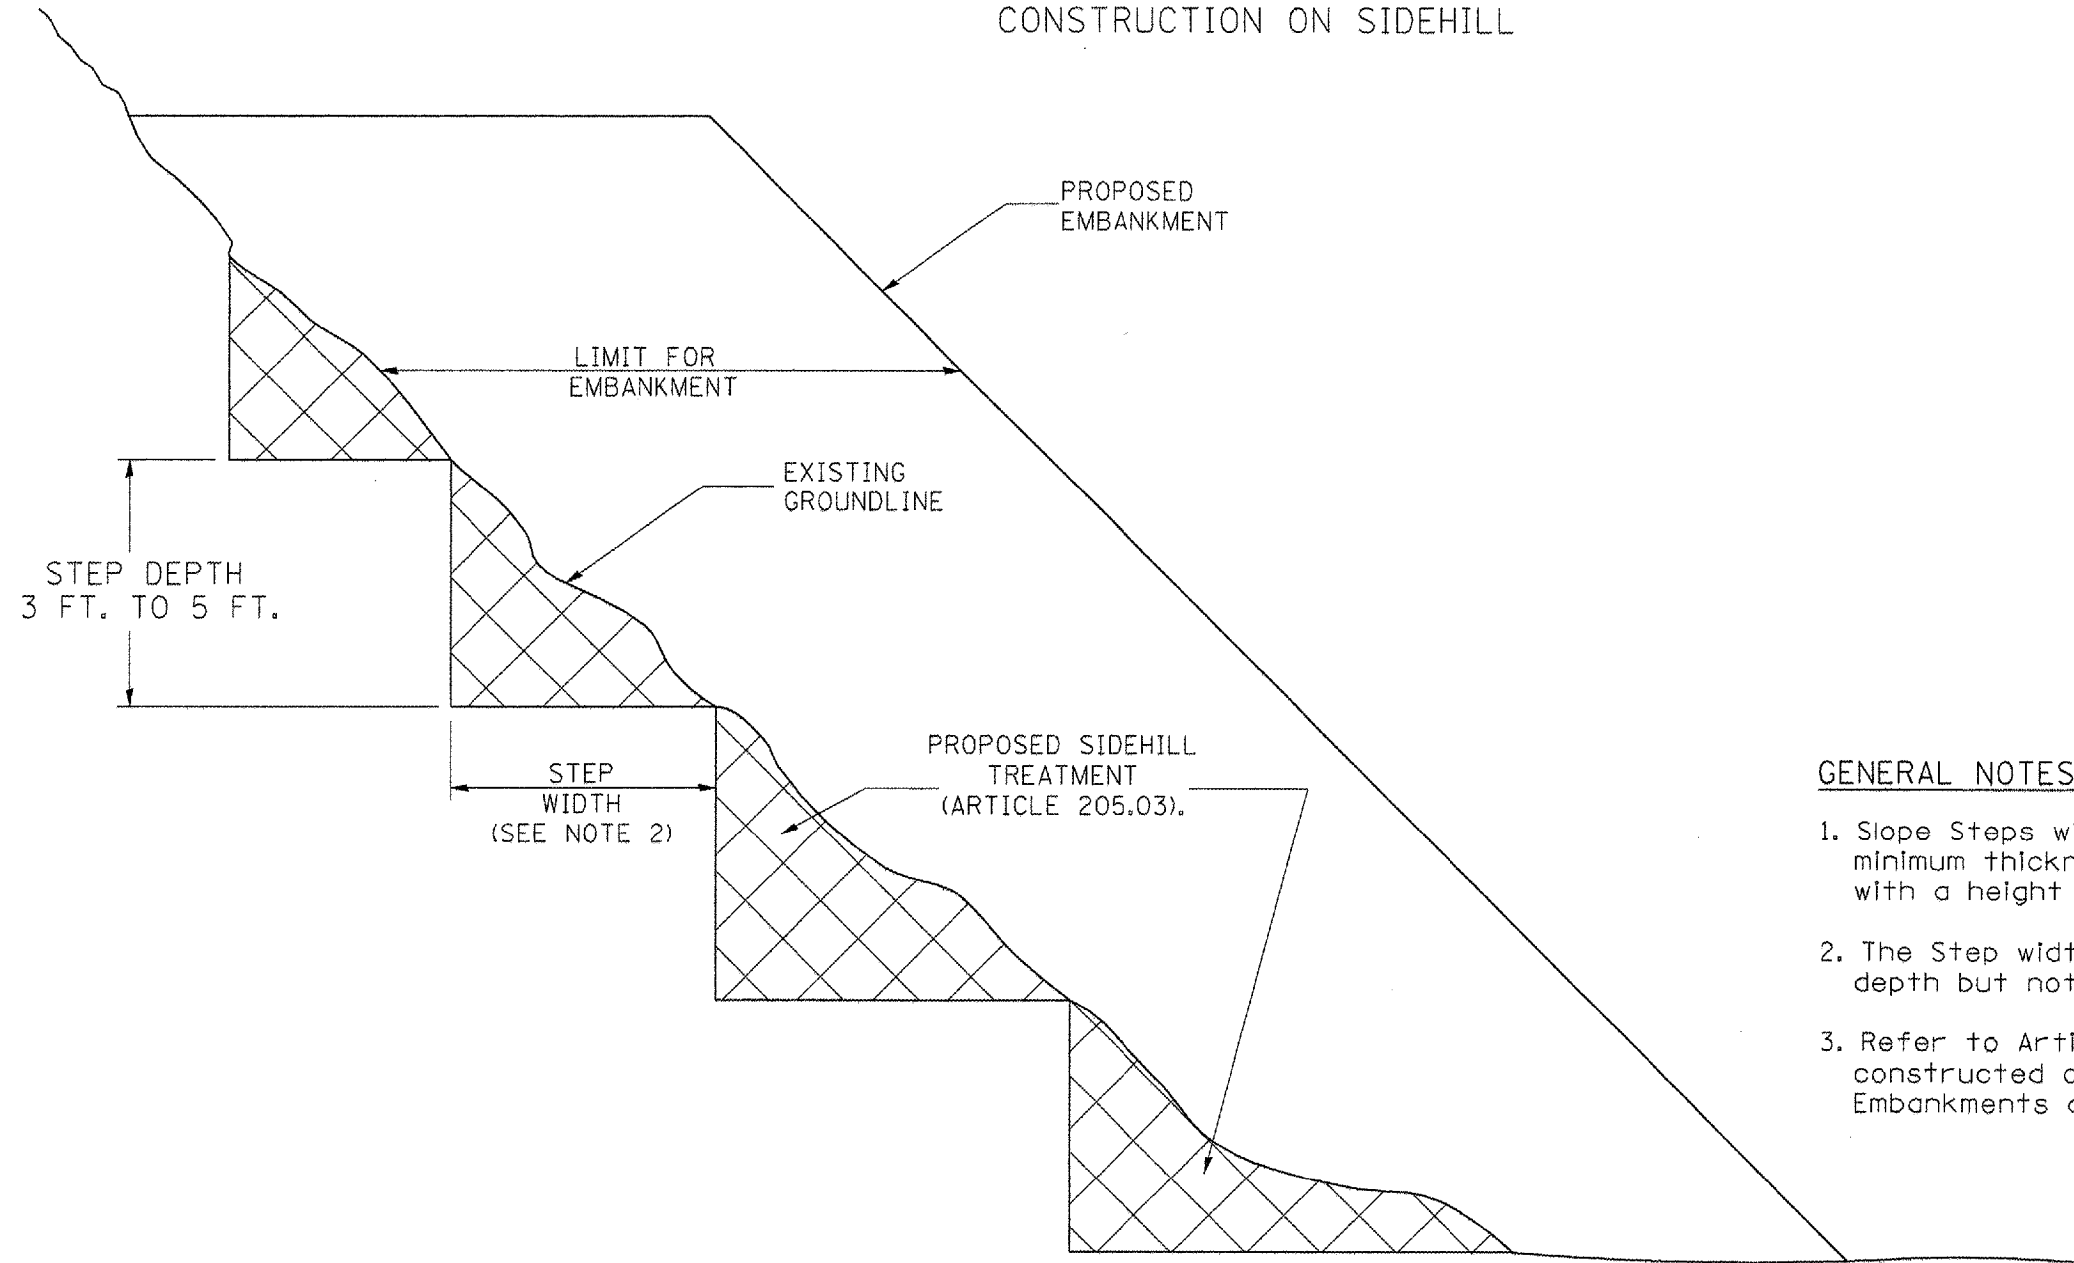 CONSTRUCTION ON SIDEHILL
PROPOSED
EMBANKMENT
LIMIT FOR
EMBANKMENT
EXISTING
GROUNDLINE
STEP DEPTH
3 FT. TO 5 FT.
STEP
WIDTH
(SEE NOTE 2)
PROPOSED SIDEHILL
TREATMENT
(ARTICLE 205.03).
GENERAL NOTES
1. Slope Steps
minimum
with a height
2. The Step
depth but not
3. Refer to
constructed
Embankments